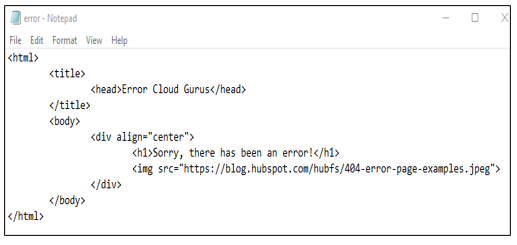 error - Notepad
File Edit Format View Help
<html>
<title>
<head>Error Cloud Gurus</head>
</title>
<body>
<div align="center">
<h1>Sorry, there has been an error!</h1>
<img src="https://blog.hubspot.com/hubfs/404-error-page-examples.jpeg">
</div>
</body>
</html>